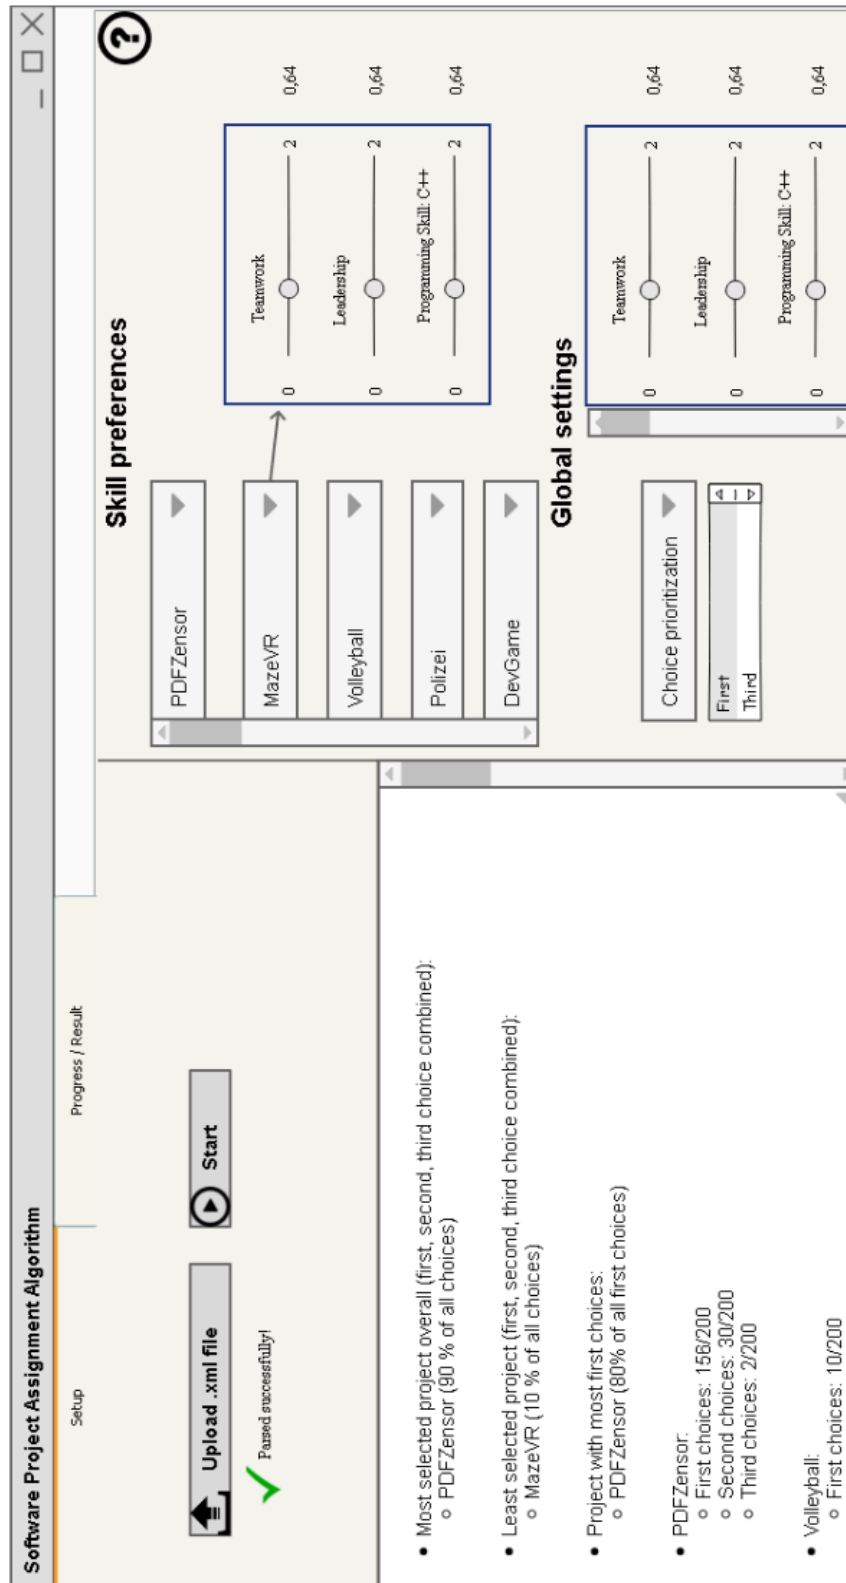 Software Project Assignment Algorithm
Setup
Progress / Result
Upload .xml file
Start
Parsed successfully!
• Most selected project overall (first, second, third choice combined):
○ PDFZensor (90 % of all choices)
• Least selected project (first, second, third choice combined):
○ MazeVR (10 % of all choices)
• Project with most first choices:
○ PDFZensor (80% of all first choices)
• PDFZensor:
○ First choices: 156/200
○ Second choices: 30/200
○ Third choices: 2/200
• Volleyball:
○ First choices: 10/200
Skill preferences
?
PDFZensor
MazeVR
Volleyball
Polizei
DevGame
Teamwork
0 2 0,64
Leadership
0 2 0,64
Programming Skill: C++
0 2 0,64
Global settings
Choice prioritization
First
Third
Teamwork
0 2 0,64
Leadership
0 2 0,64
Programming Skill: C++
0 2 0,64